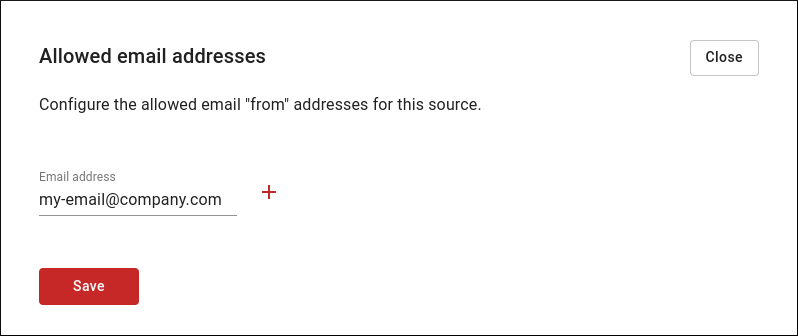 Allowed email addresses
Close
Configure the allowed email "from" addresses for this source.
Email address
my-email@company.com
+
Save